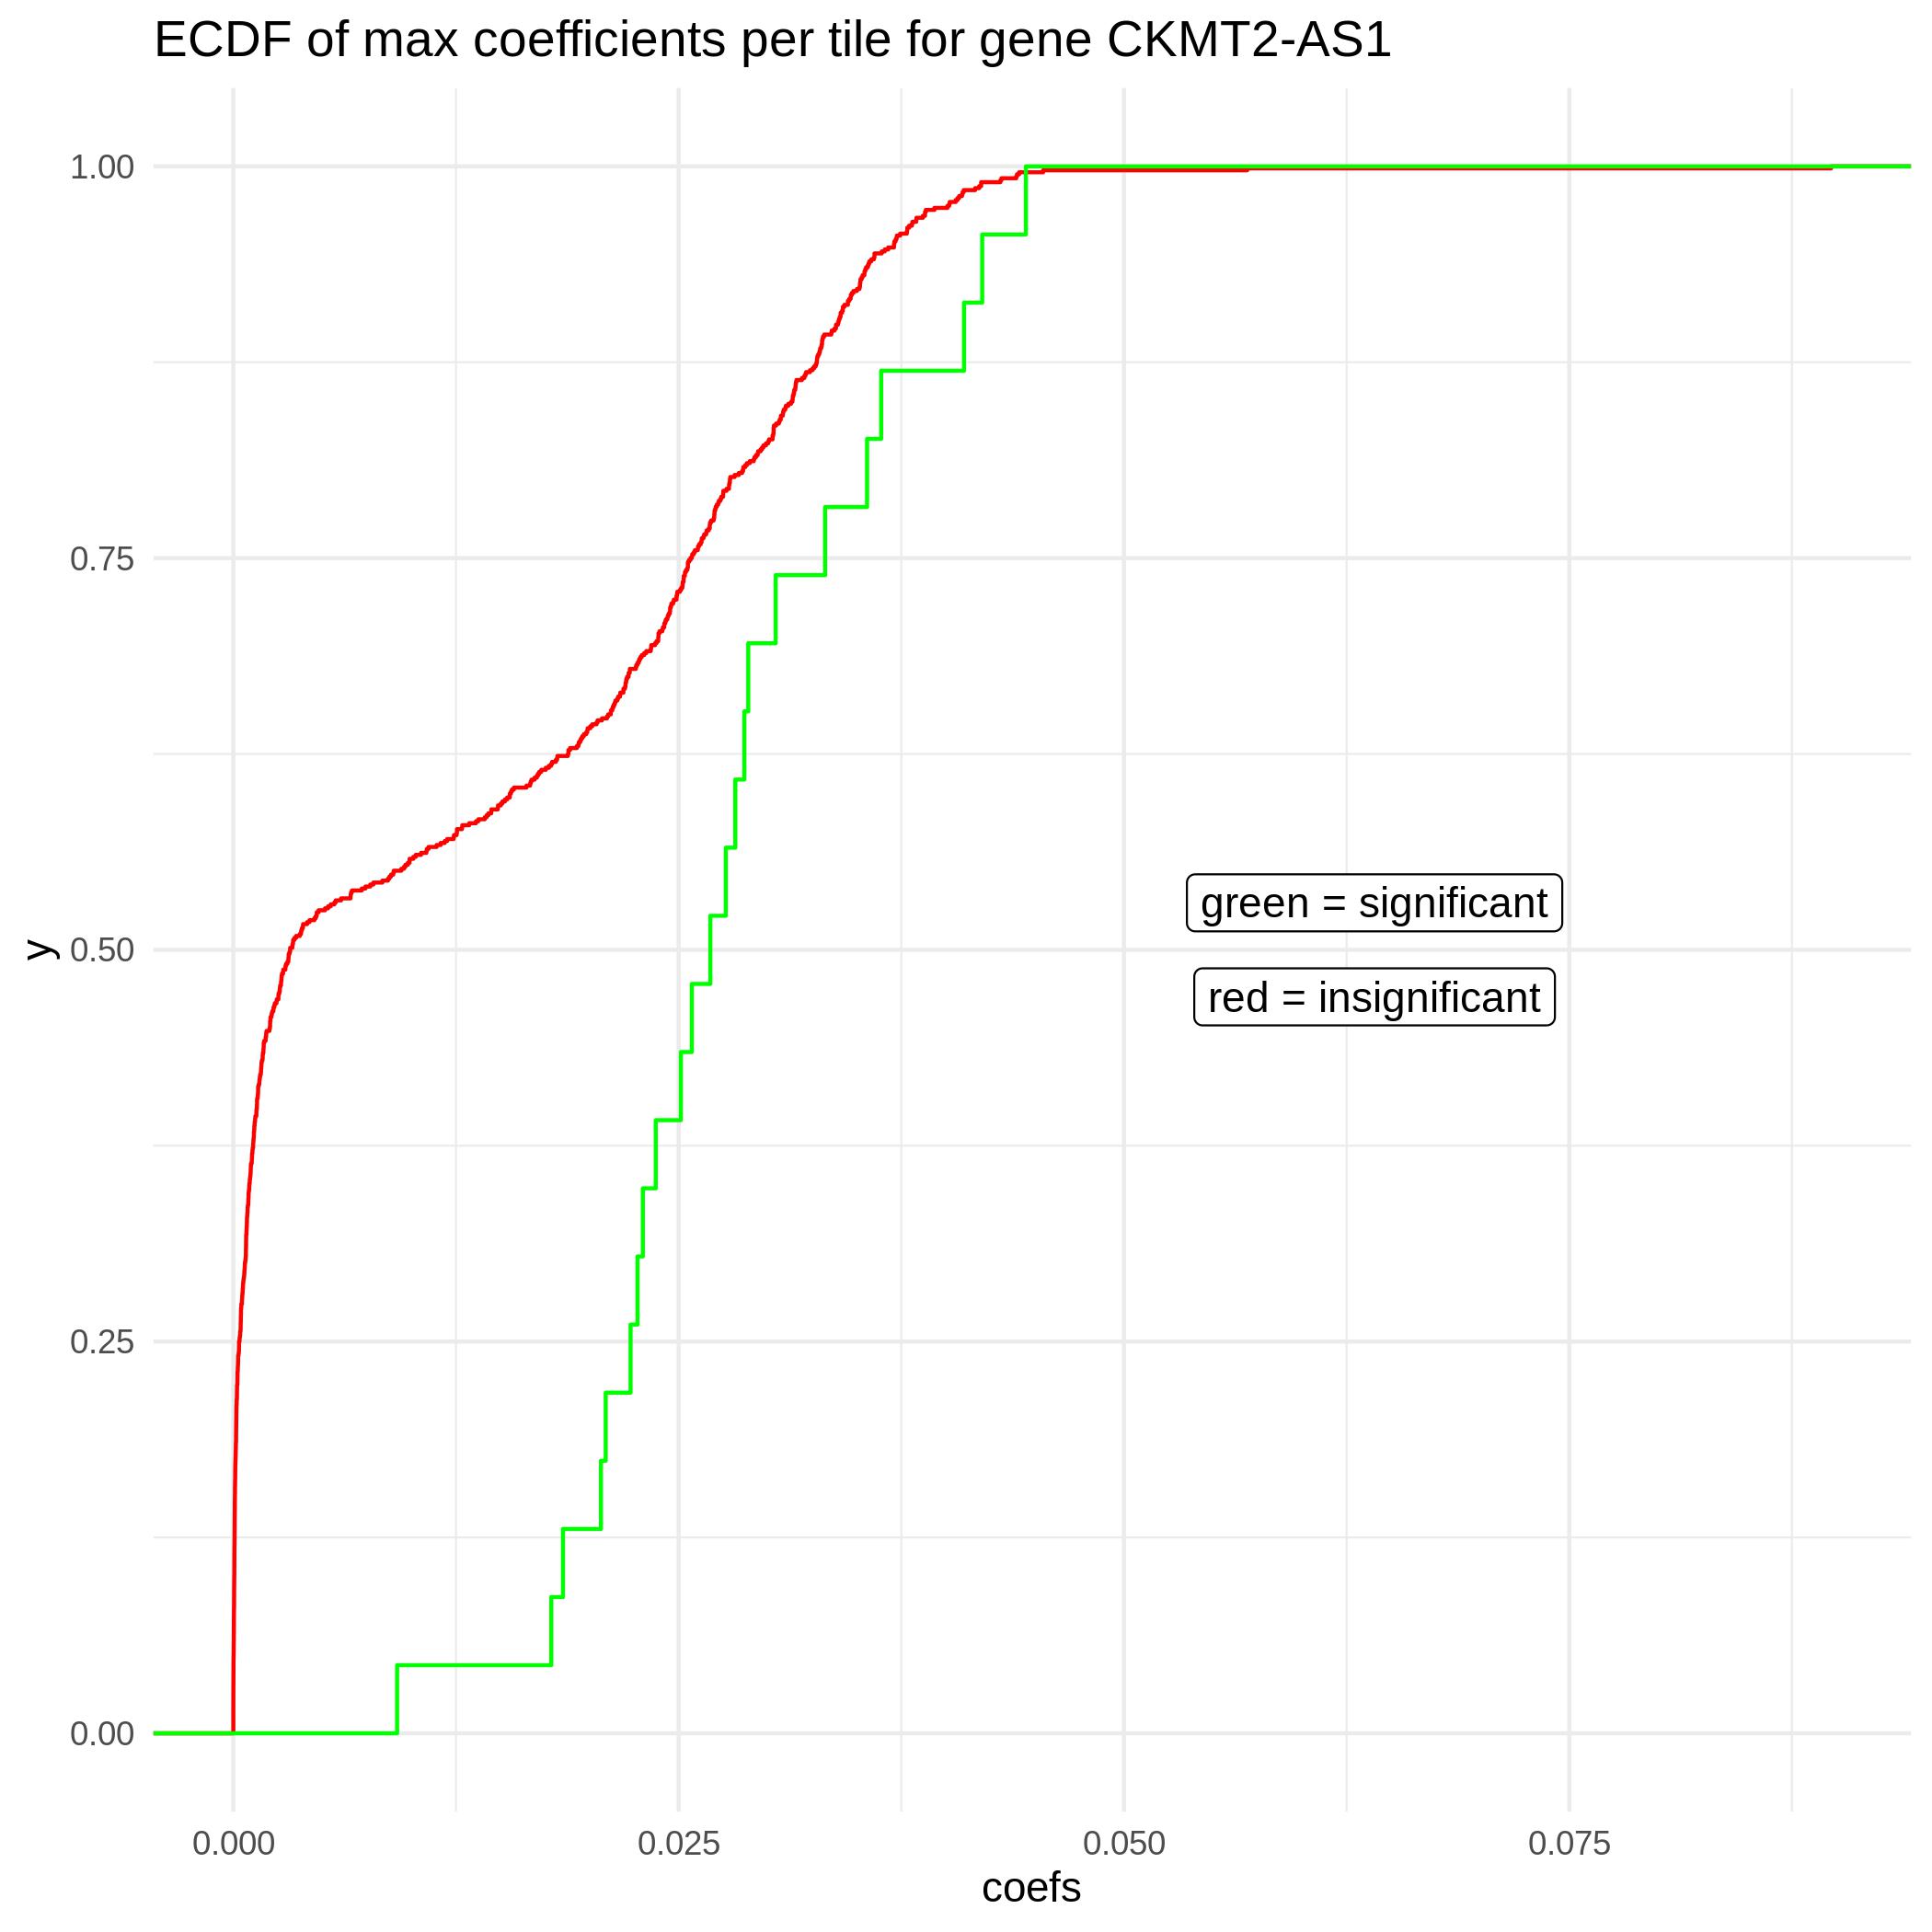 ECDF of max coefficients per tile for gene CKMT2-AS1
1.00
0.75
0.50
0.25
0.00
y
green = significant
red = insignificant
0.000
0.025
0.050
0.075
coefs